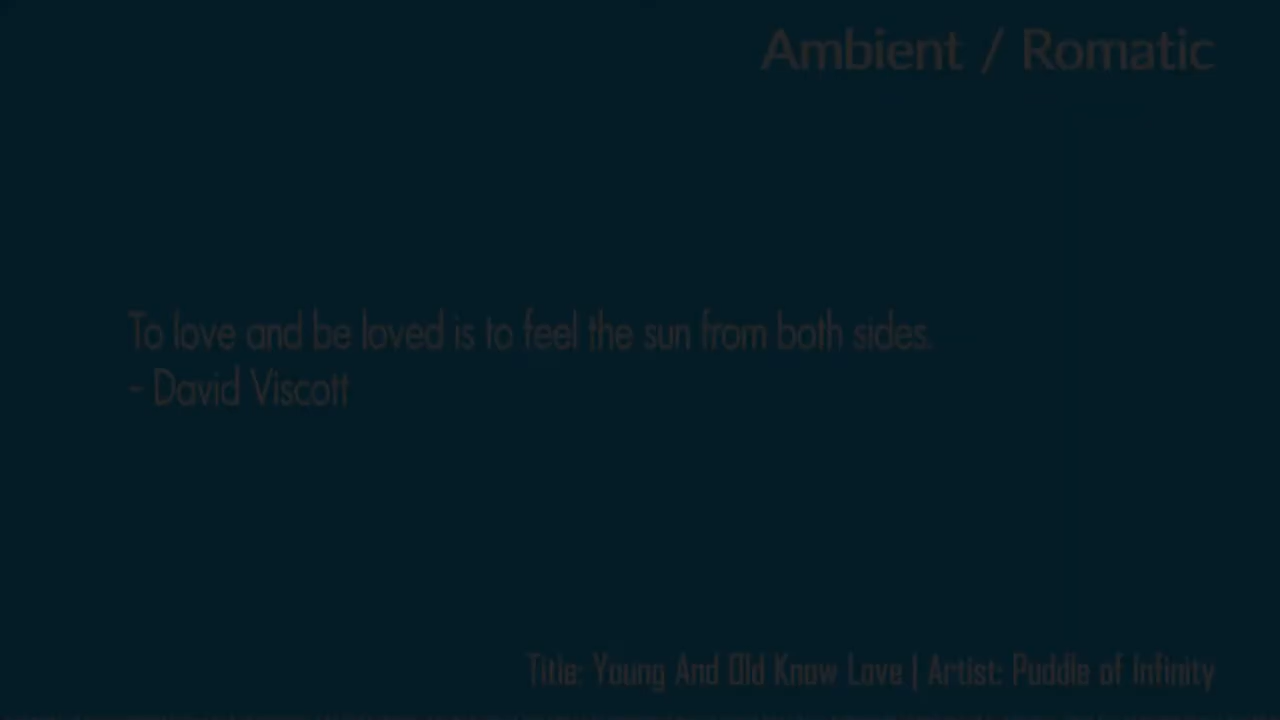 Ambient / Romatic
To love and be loved is to feel the sun from both sides.
- David Viscott
Title: Young And Old Know Love | Artist: Puddle of Infinity